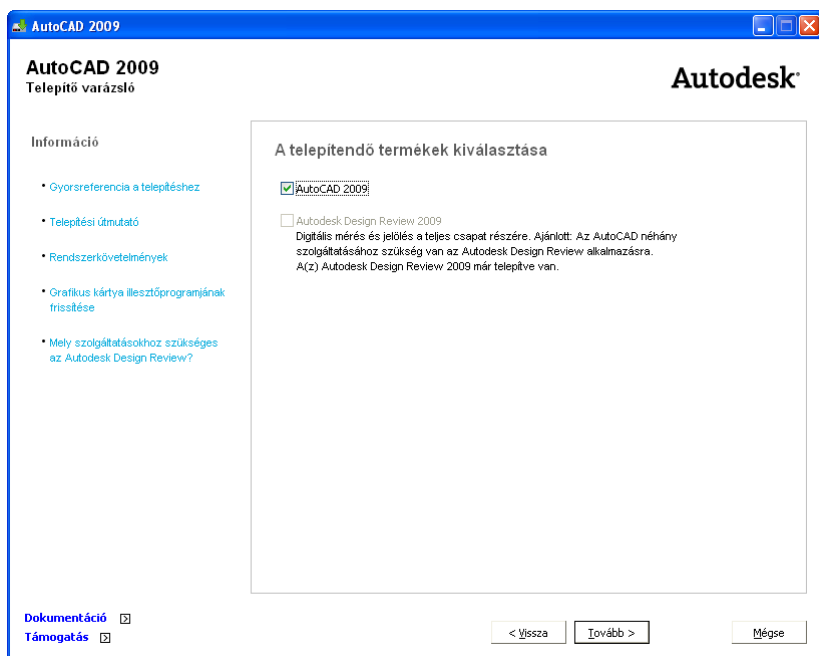 AutoCAD 2009
AutoCAD 2009
Telepítő varázsló
Autodesk
Információ
• Gyorsreferencia a telepítéshez
• Telepítési útmutató
• Rendszerkövetelmények
• Grafikus kártya illesztőprogramjának
frissítése
• Mely szolgáltatásokhoz szükséges
az Autodesk Design Review?
A telepítendő termékek kiválasztása
AutoCAD 2009
Autodesk Design Review 2009
Digitális mérés és jelölés a teljes csapat részére. Ajánlott: Az AutoCAD néhány
szolgáltatásához szükség van az Autodesk Design Review alkalmazásra.
A(z) Autodesk Design Review 2009 már telepítve van.
Dokumentáció
Támogatás
< Vissza
Tovább >
Mégse